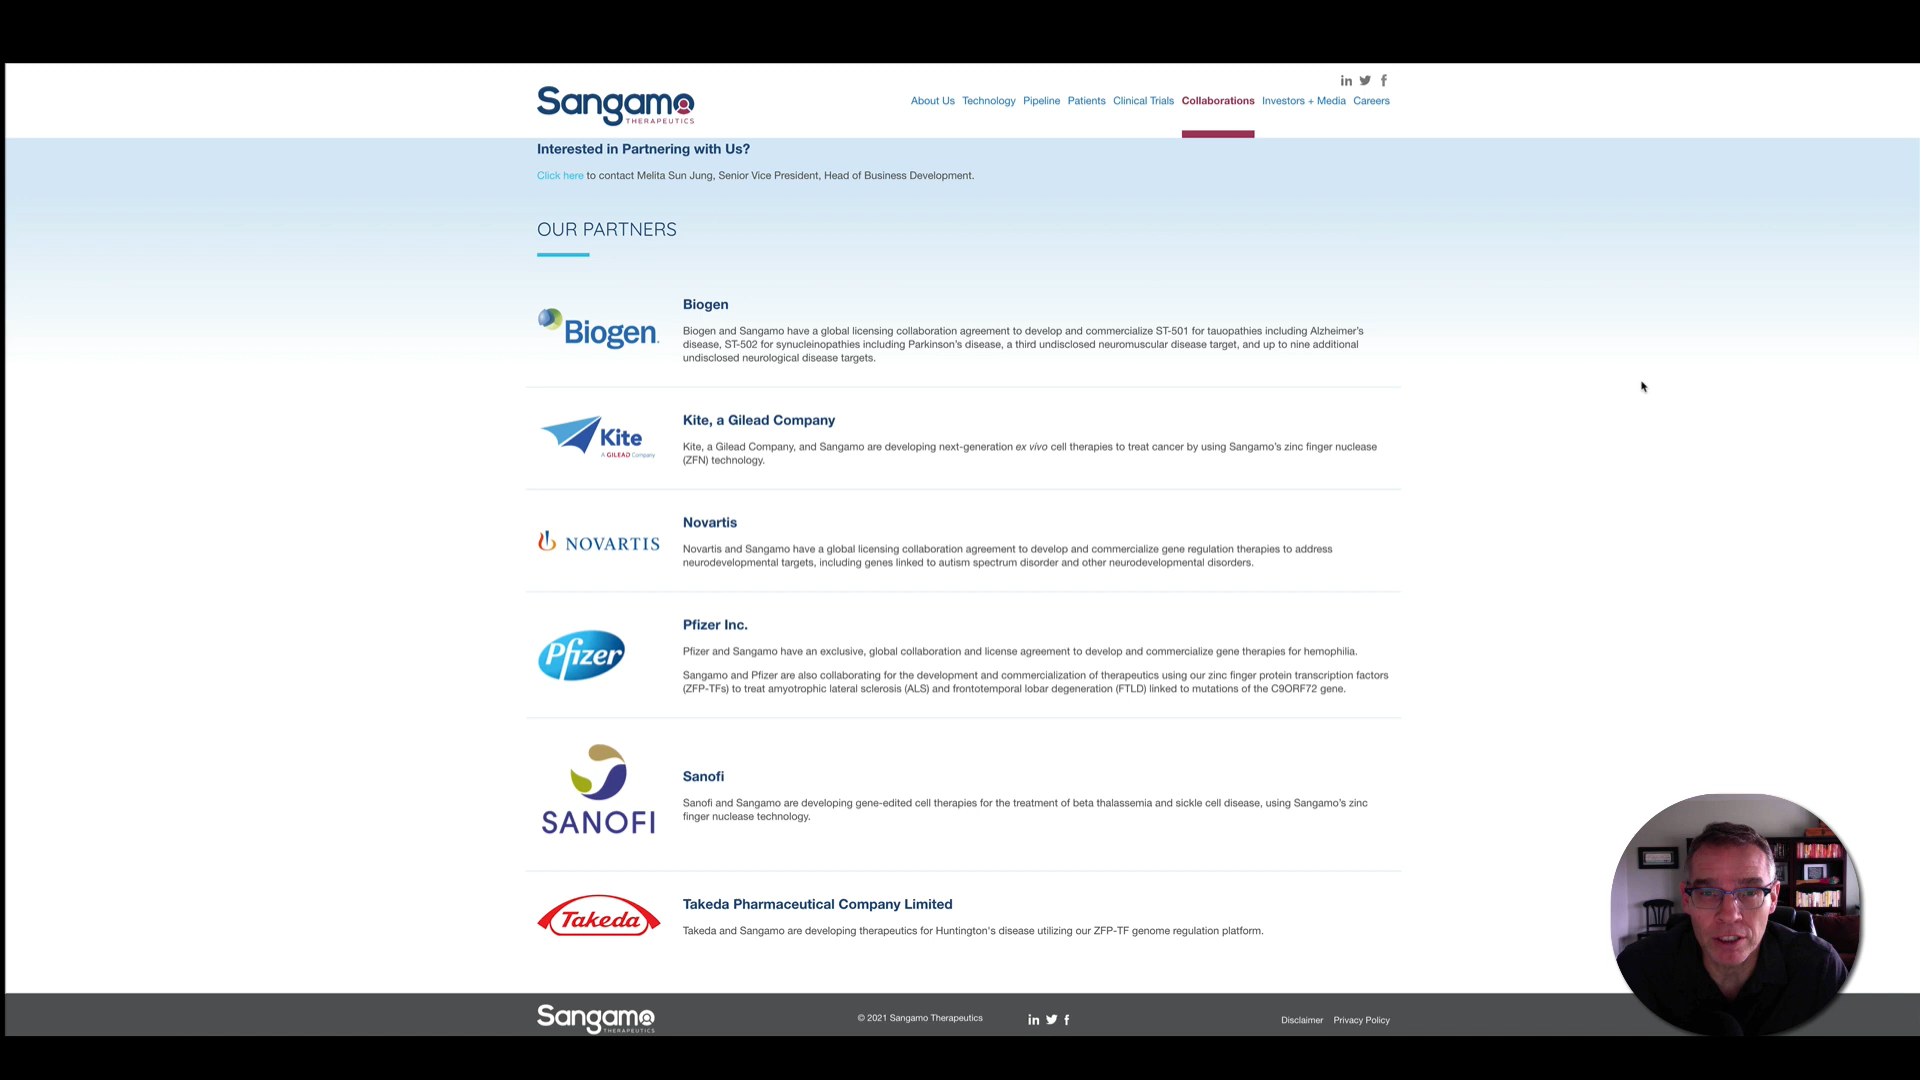 Sangamo
THERAPEUTICS
About Us Technology Pipeline Patients Clinical Trials Collaborations Investors + Media Careers
Interested in Partnering with Us?
Click here to contact Melita Sun Jung, Senior Vice President, Head of Business Development.
OUR PARTNERS
Biogen.
Biogen
Biogen and Sangamo have a global licensing collaboration agreement to develop and commercialize ST-501 for tauopathies including Alzheimer's
disease, ST-502 for synucleinopathies including Parkinson's disease, a third undisclosed neuromuscular disease target, and up to nine additional
undisclosed neurological disease targets.
Kite
A GILEAD Company
Kite, a Gilead Company
Kite, a Gilead Company, and Sangamo are developing next-generation ex vivo cell therapies to treat cancer by using Sangamo's zinc finger nuclease
(ZFN) technology.
NOVARTIS
Novartis
Novartis and Sangamo have a global licensing collaboration agreement to develop and commercialize gene regulation therapies to address
neurodevelopmental targets, including genes linked to autism spectrum disorder and other neurodevelopmental disorders.
Pfizer
Pfizer Inc.
Pfizer and Sangamo have an exclusive, global collaboration and license agreement to develop and commercialize gene therapies for hemophilia.
Sangamo and Pfizer are also collaborating for the development and commercialization of therapeutics using our zinc finger protein transcription factors
(ZFP-TFs) to treat amyotrophic lateral sclerosis (ALS) and frontotemporal lobar degeneration (FTLD) linked to mutations of the C9ORF72 gene.
SANOFI
Sanofi
Sanofi and Sangamo are developing gene-edited cell therapies for the treatment of beta thalassemia and sickle cell disease, using Sangamo's zinc
finger nuclease technology.
Takeda
Takeda Pharmaceutical Company Limited
Takeda and Sangamo are developing therapeutics for Huntington's disease utilizing our ZFP-TF genome regulation platform.
Sangamo
THERAPEUTICS
© 2021 Sangamo Therapeutics
Disclaimer Privacy Policy